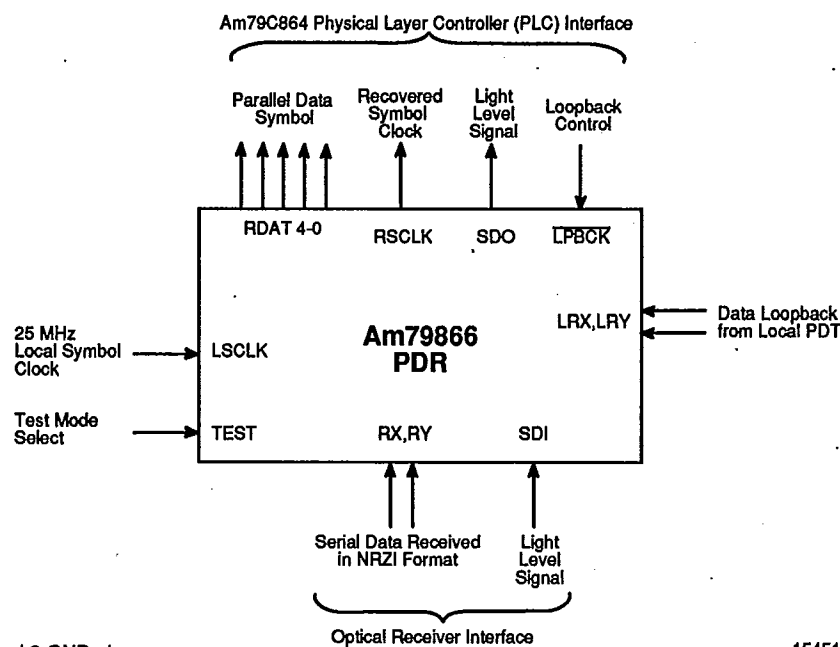 Am79C864 Physical Layer Controller (PLC) Interface
Parallel Data
Symbol
Recovered
Symbol
Clock
Light
Level
Signal
Loopback
Control
RDAT 4-0
RSCLK
SDO
LPBCK
LRX,LRY
Data Loopback
from Local PDT
25 MHz
Local Symbol
Clock
LSCLK
Am79866
PDR
Test Mode
Select
TEST
RX,RY
SDI
Serial Data Received
in NRZI Format
Light
Level
Signal
Optical Receiver Interface
15451